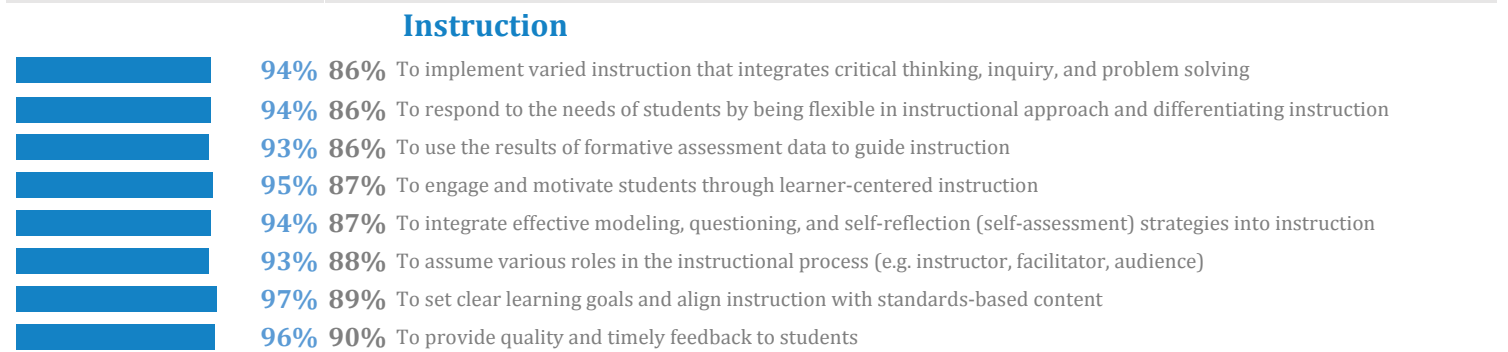 Instruction
94% 86% To implement varied instruction that integrates critical thinking, inquiry, and problem solving
94% 86% To respond to the needs of students by being flexible in instructional approach and differentiating instruction
93% 86% To use the results of formative assessment data to guide instruction
95% 87% To engage and motivate students through learner-centered instruction
94% 87% To integrate effective modeling, questioning, and self-reflection (self-assessment) strategies into instruction
93% 88% To assume various roles in the instructional process (e.g. instructor, facilitator, audience)
97% 89% To set clear learning goals and align instruction with standards-based content
96% 90% To provide quality and timely feedback to students